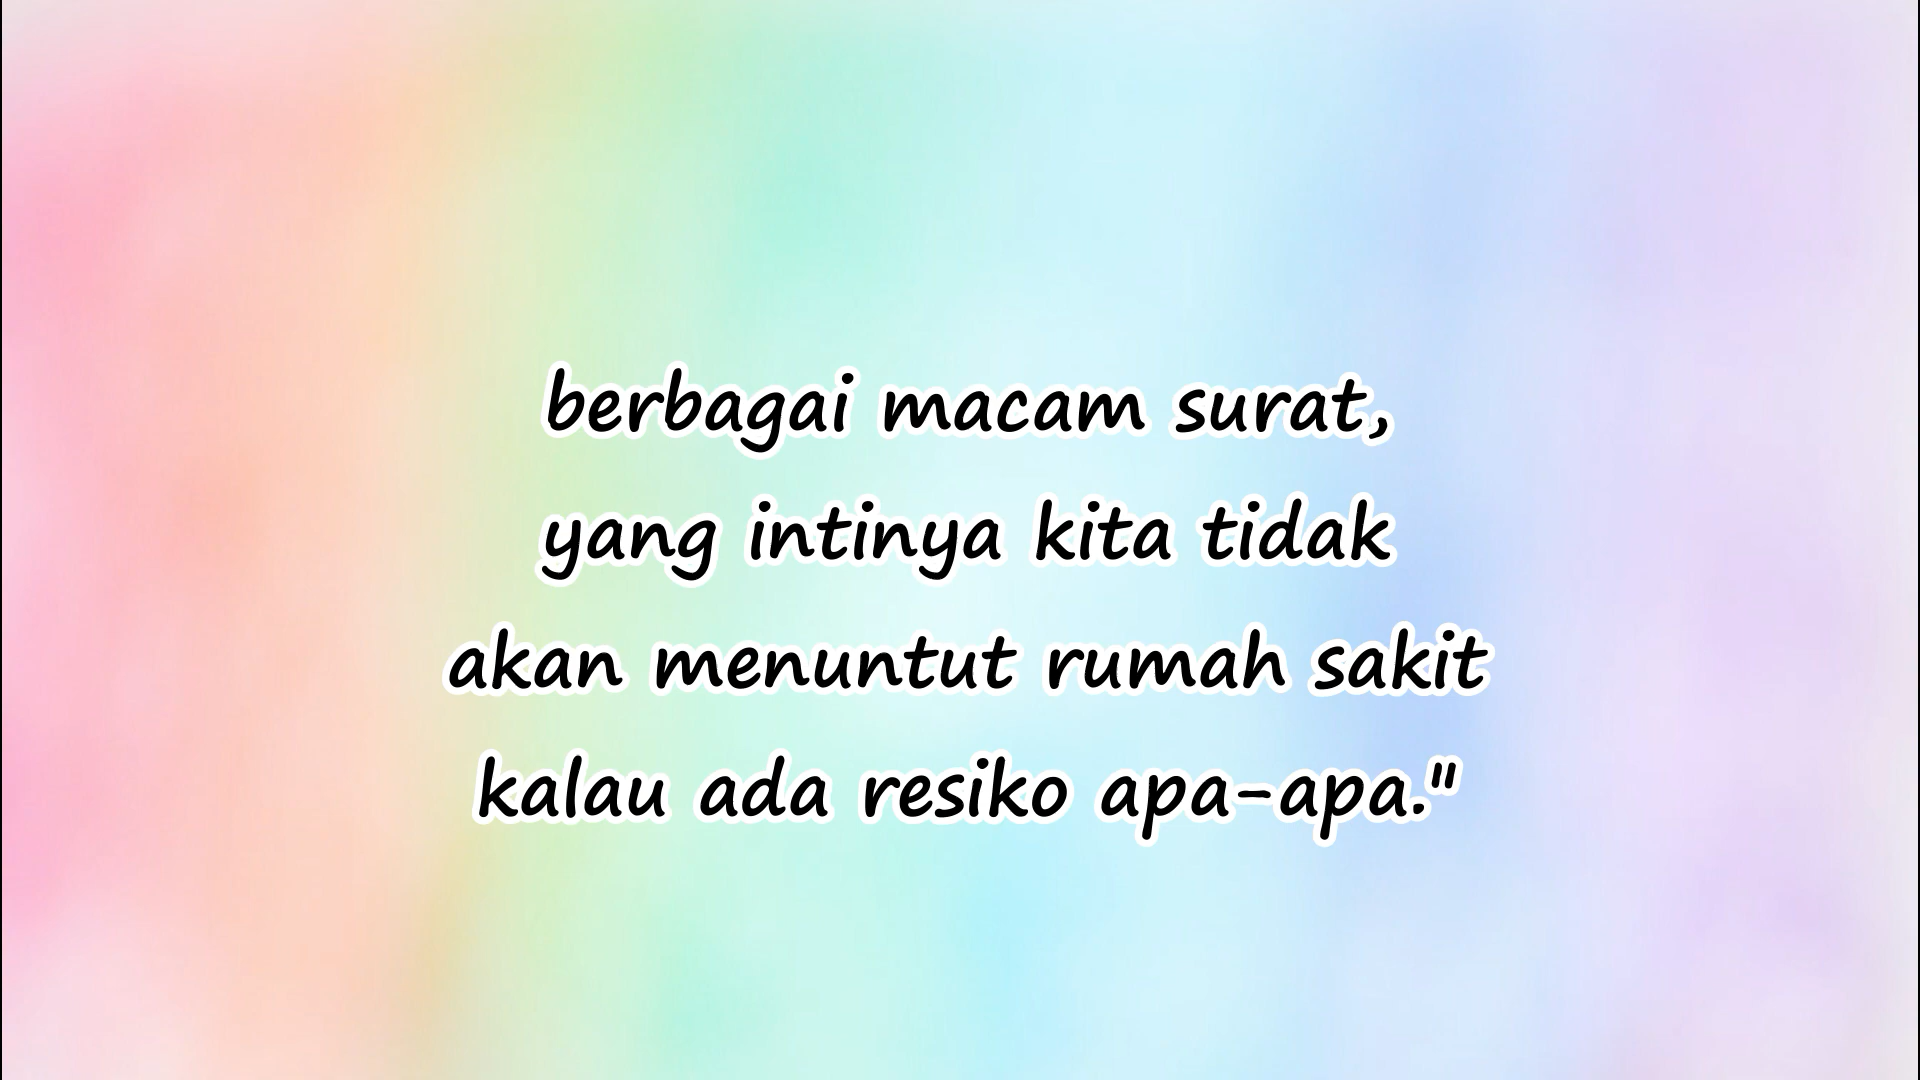 berbagai macam surat,
yang intinya kita tidak
akan menuntut rumah sakit
kalau ada resiko apa-apa."